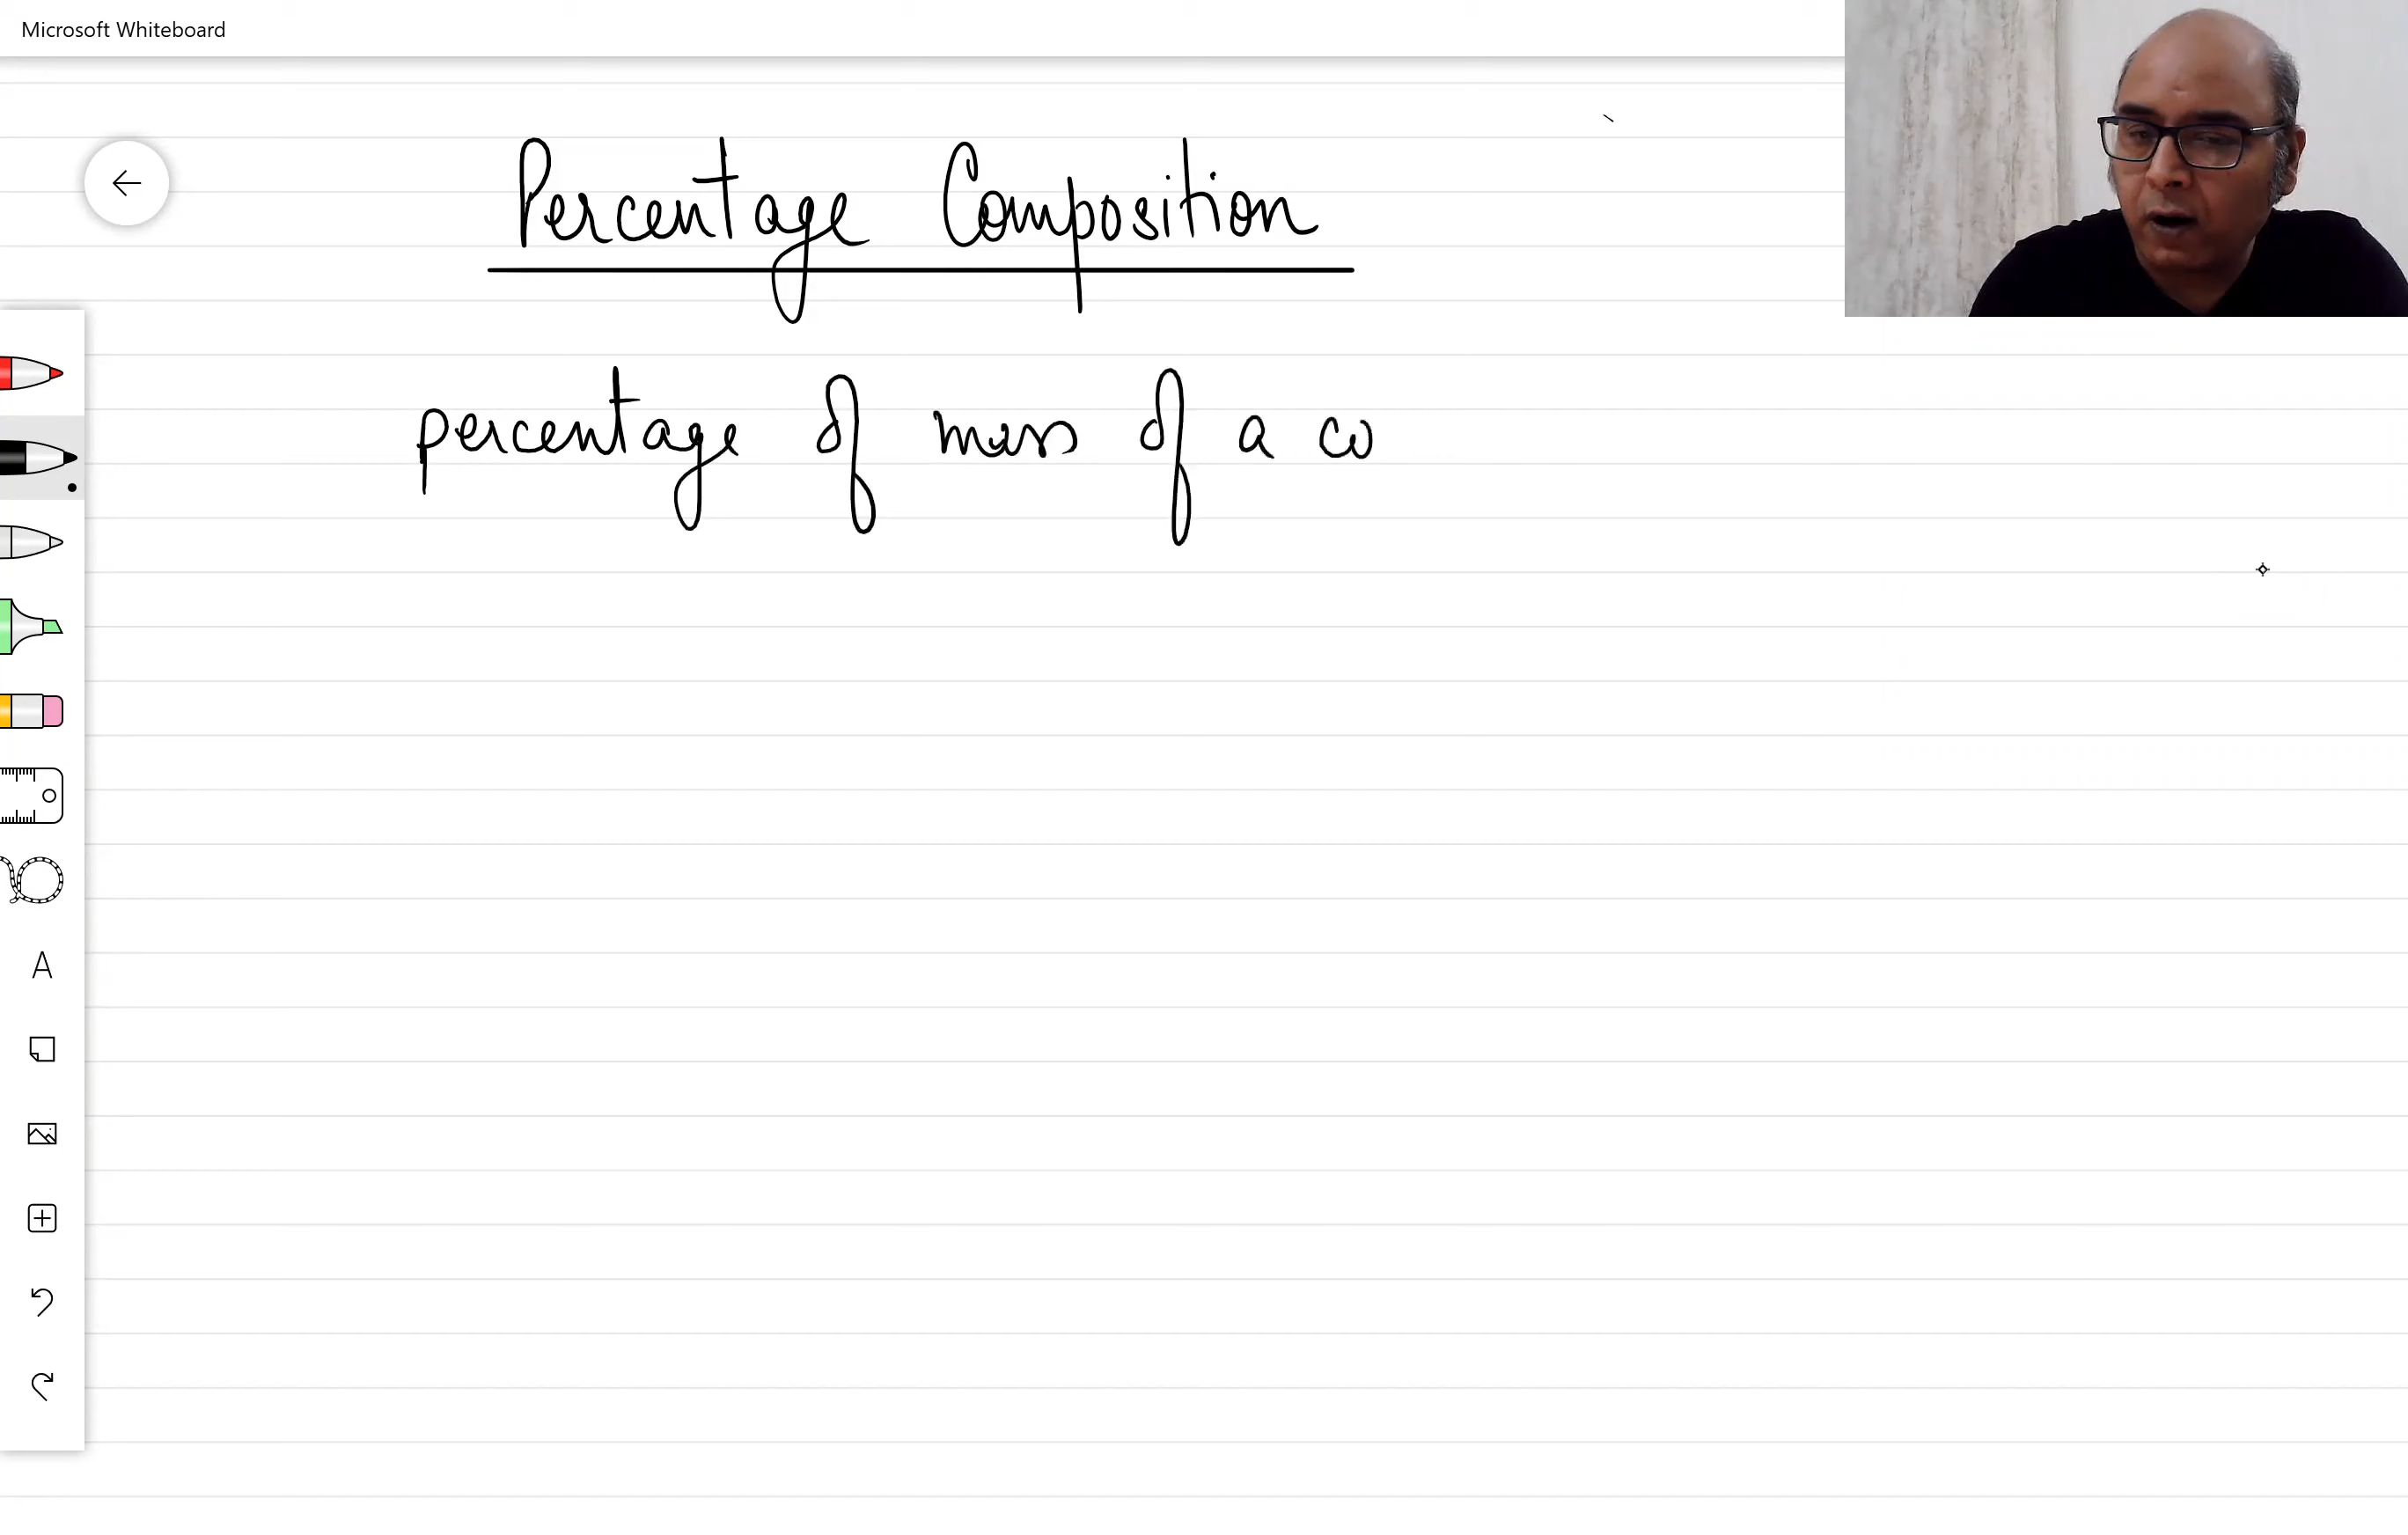 Microsoft Whiteboard
Percentage Composition
percentage of mass of a co
A